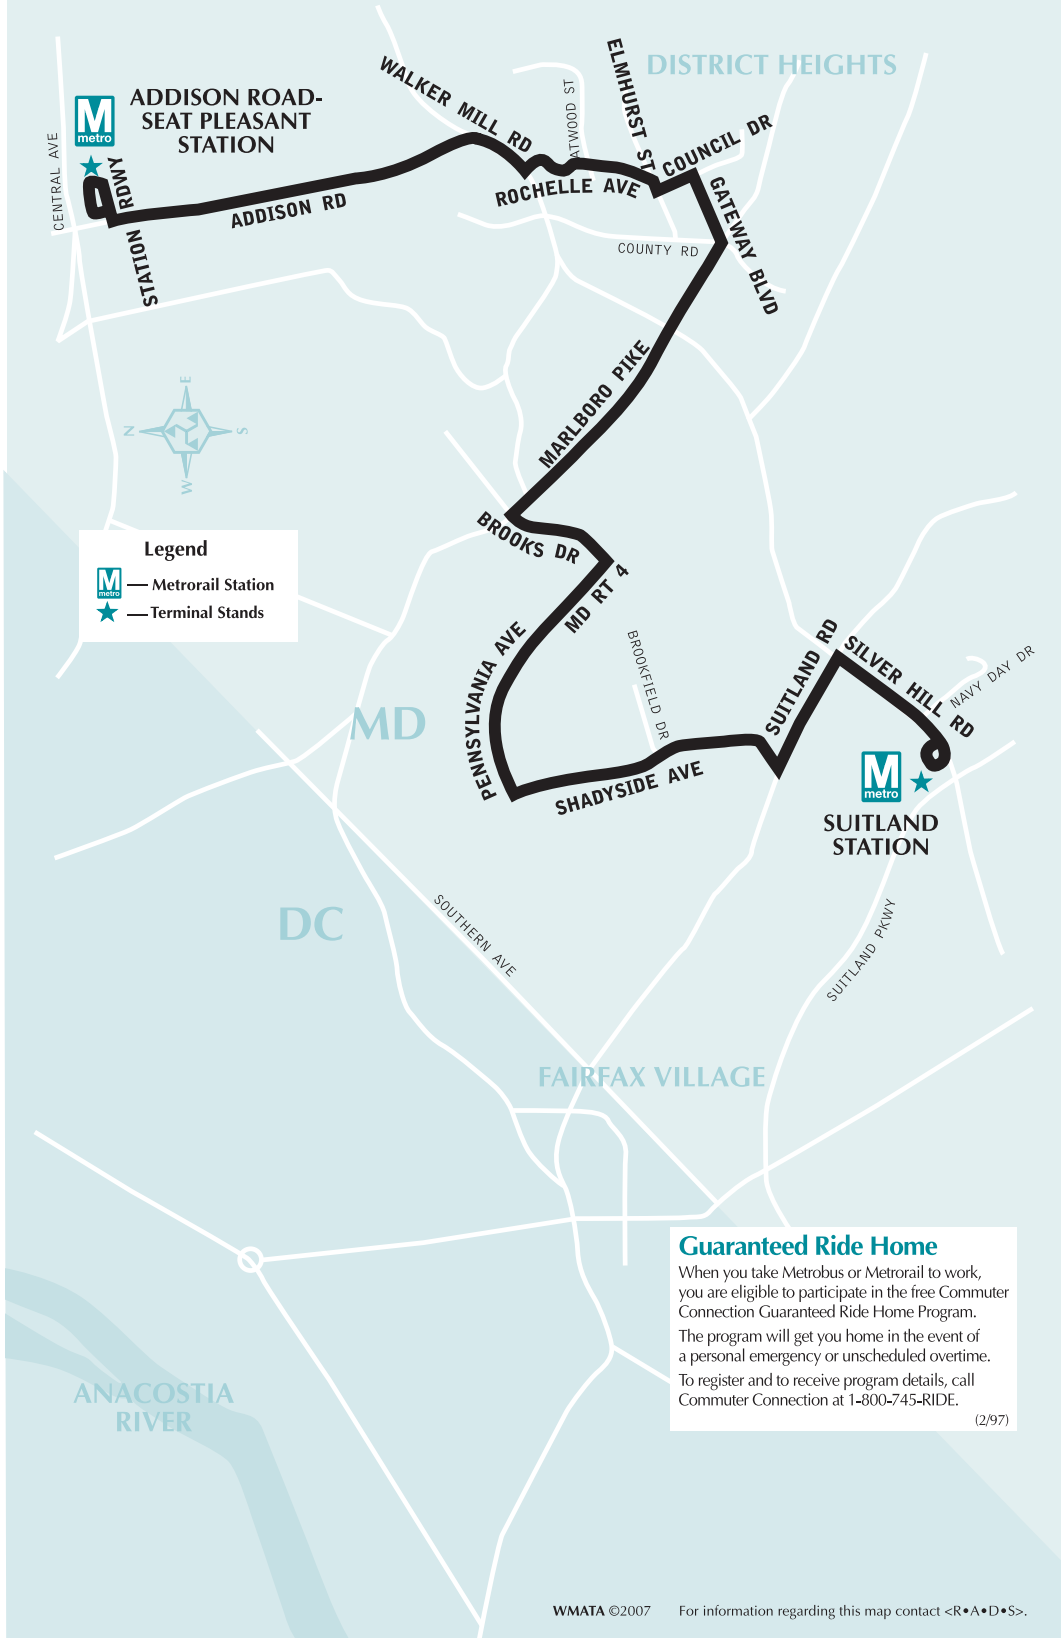 DISTRICT HEIGHTS
M
metro
ADDISON ROAD-
SEAT PLEASANT
STATION
CENTRAL AVE
STATION RDWY
ADDISON RD
WALKER MILL RD
ATWOOD ST
ROCHELLE AVE
ELMHURST ST
COUNCIL DR
GATEWAY BLVD
COUNTY RD
MARLBORO PIKE
E
N
S
W
BROOKS DR
MD RT 4
Legend
M
metro
Metrorail Station
Terminal Stands
PENNSYLVANIA AVE
BROOKFIELD DR
SHADYSIDE AVE
SUITLAND RD
SILVER HILL RD
NAVY DAY DR
MD
M
metro
SUITLAND
STATION
DC
SOUTHERN AVE
SUITLAND PKWY
FAIRFAX VILLAGE
ANACOSTIA
RIVER
Guaranteed Ride Home
When you take Metrobus or Metrorail to work,
you are eligible to participate in the free Commuter
Connection Guaranteed Ride Home Program.
The program will get you home in the event of
a personal emergency or unscheduled overtime.
To register and to receive program details, call
Commuter Connection at 1-800-745-RIDE.
(2/97)
WMATA ©2007 For information regarding this map contact <R•A•D•S>.